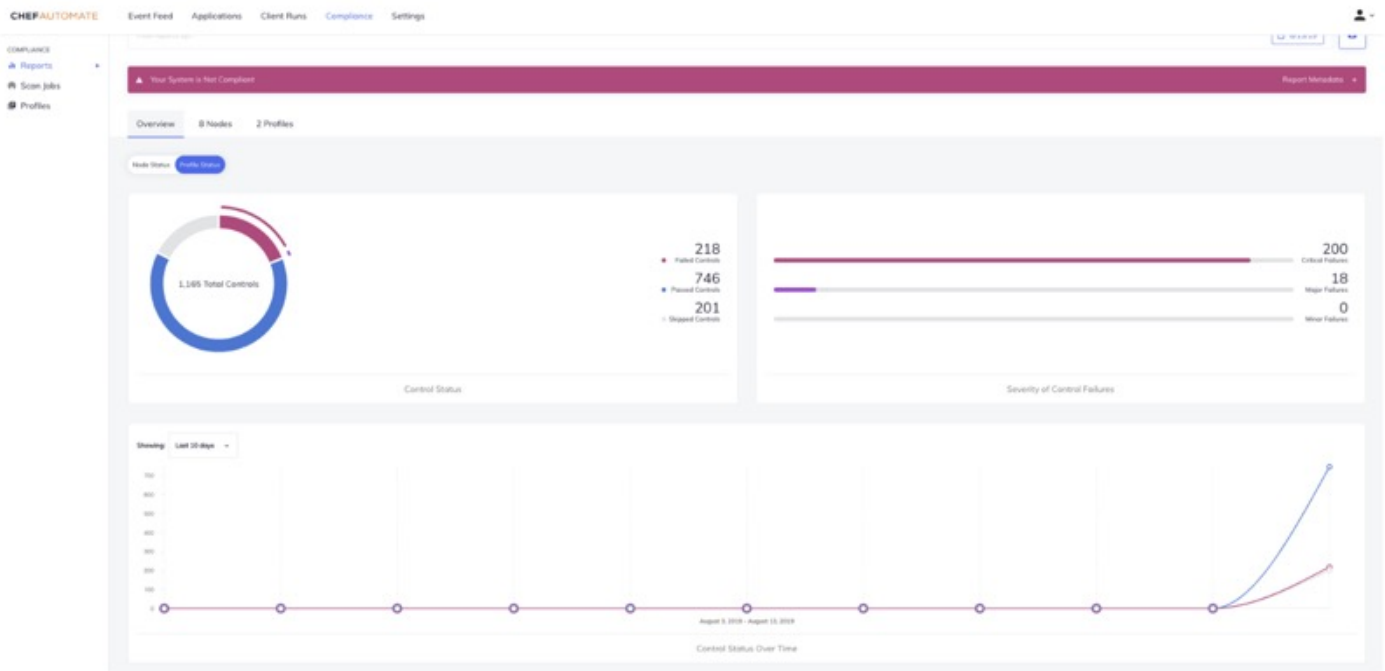 CHEFAUTOMATE
Event Feed Applications Client Runs Compliance Settings
COMPLIANCE
Reports
Scan Jobs
Profiles
Your System is Not Compliant
Report Metadata +
Overview 8 Nodes 2 Profiles
Node Status Profile Status
1,165 Total Controls
218
Failed Controls
746
Passed Controls
201
Skipped Controls
Control Status
200
Critical Failures
18
Major Failures
0
Minor Failures
Severity of Control Failures
Showing: Last 10 days
700
600
500
400
300
200
100
0
August 3, 2019 - August 13, 2019
Control Status Over Time